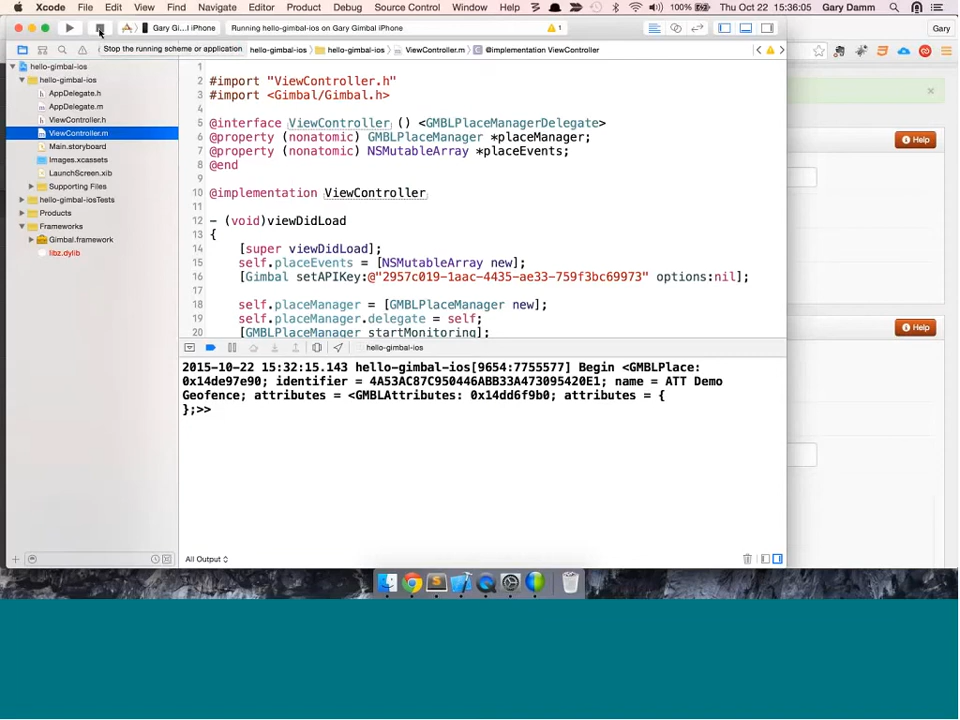 Xcode File Edit View Find Navigate Editor Product Debug Source Control Window Help 100% Thu Oct 22 15:36:05 Gary Damm
Gary Gi...l iPhone Running hello-gimbal-ios on Gary Gimbal iPhone 1
Gary
Stop the running scheme or application
hello-gimbal-ios hello-gimbal-ios ViewController.m @implementation ViewController
hello-gimbal-ios
hello-gimbal-ios
AppDelegate.h
AppDelegate.m
ViewController.h
ViewController.m
Main.storyboard
Images.xcassets
LaunchScreen.xib
Supporting Files
hello-gimbal-iosTests
Products
Frameworks
Gimbal.framework
libz.dylib
1
2 #import "ViewController.h"
3 #import <Gimbal/Gimbal.h>
4
5 @interface ViewController () <GMBLPlaceManagerDelegate>
6 @property (nonatomic) GMBLPlaceManager *placeManager;
7 @property (nonatomic) NSMutableArray *placeEvents;
8 @end
9
10 @implementation ViewController
11
12 - (void)viewDidLoad
13 {
14 [super viewDidLoad];
15 self.placeEvents = [NSMutableArray new];
16 [Gimbal setAPIKey:@"2957c019-1aac-4435-ae33-759f3bc69973" options:nil];
17
18 self.placeManager = [GMBLPlaceManager new];
19 self.placeManager.delegate = self;
20 [GMBLPlaceManager startMonitoring];
hello-gimbal-ios
2015-10-22 15:32:15.143 hello-gimbal-ios[9654:7755577] Begin <GMBLPlace:
0x14de97e90; identifier = 4A53AC87C950446ABB33A473095420E1; name = ATT Demo
Geofence; attributes = <GMBLAttributes: 0x14dd6f9b0; attributes = {
};>>
All Output
Help
Help